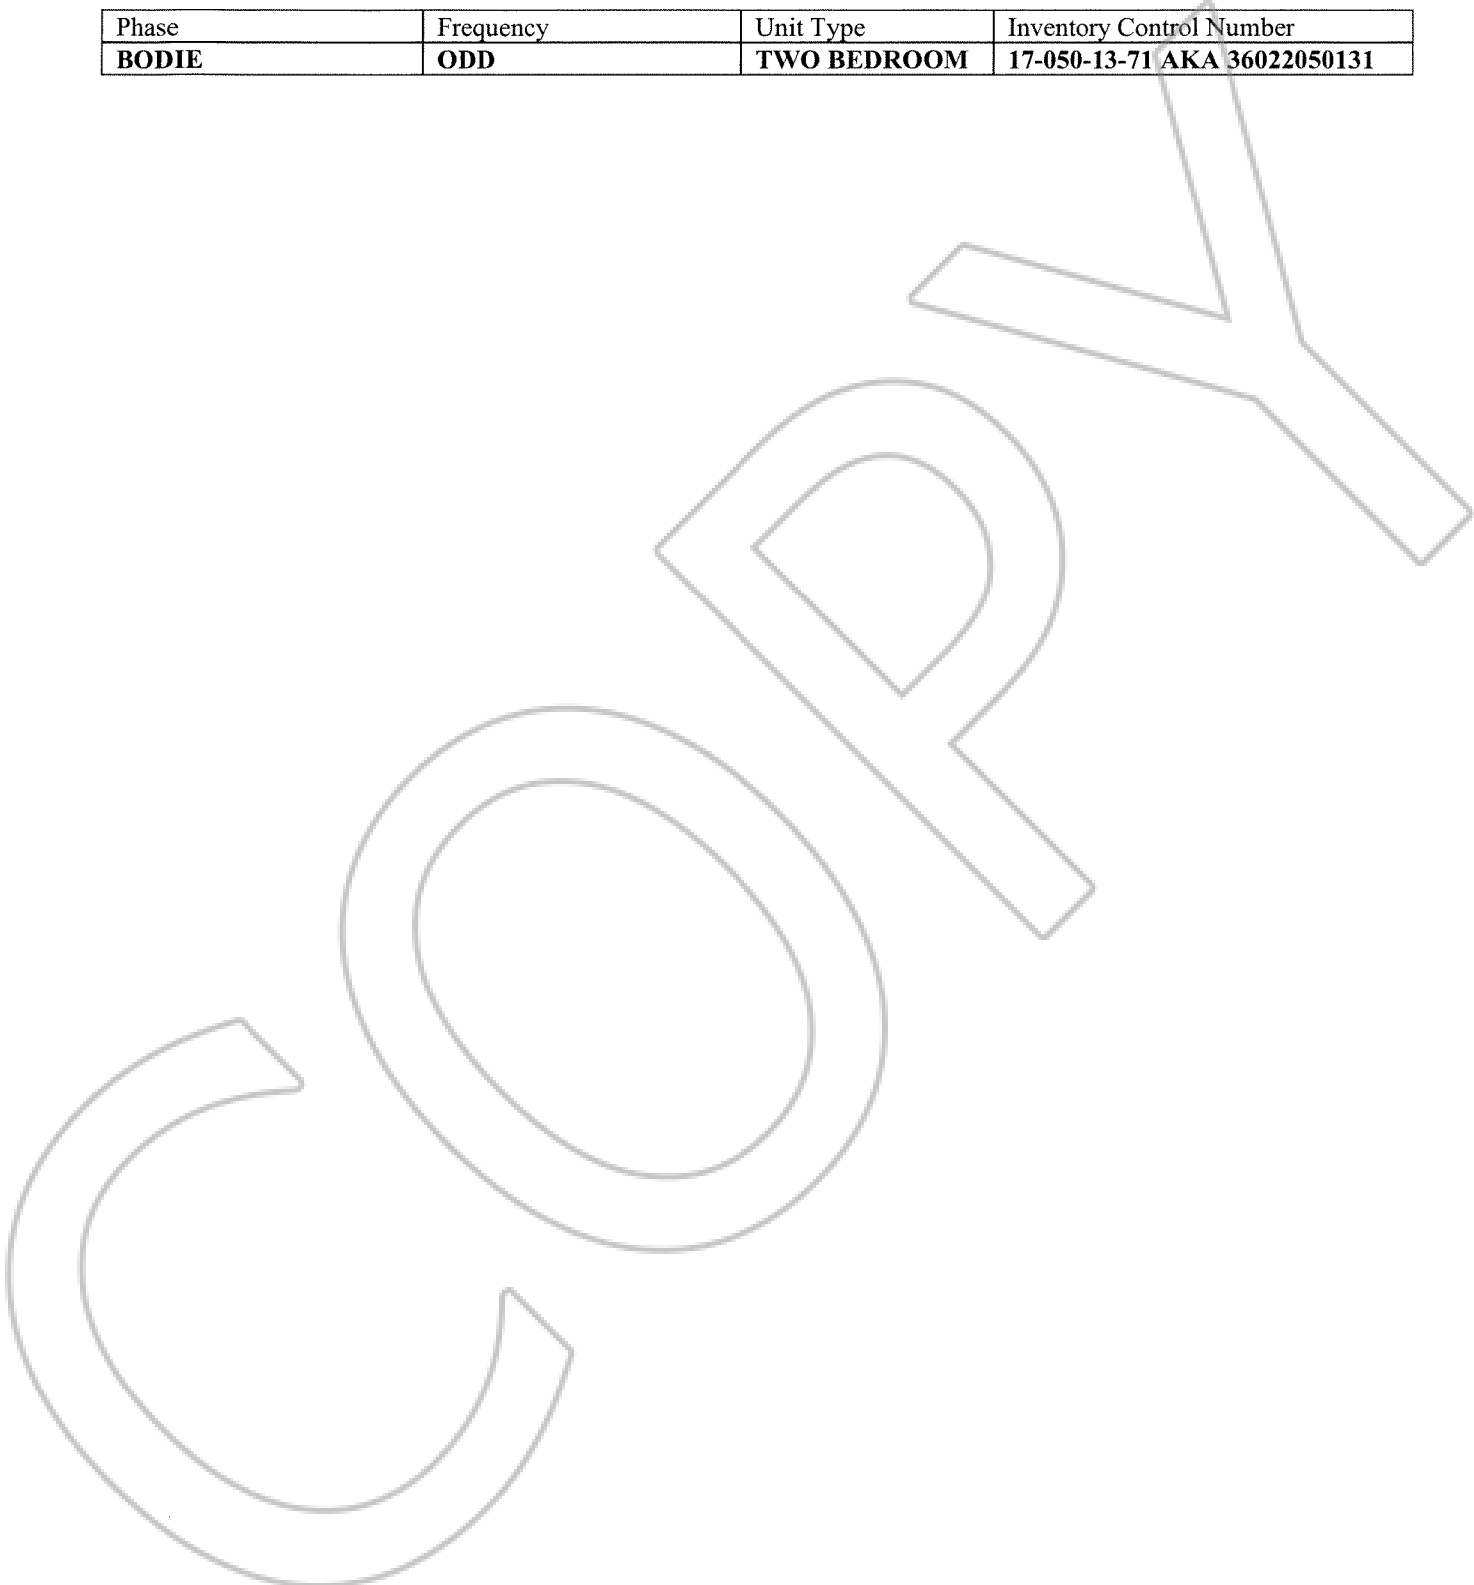 Phase Frequency Unit Type Inventory Control Number
BODIE ODD TWO BEDROOM 17-050-13-71 AKA 36022050131
COPY